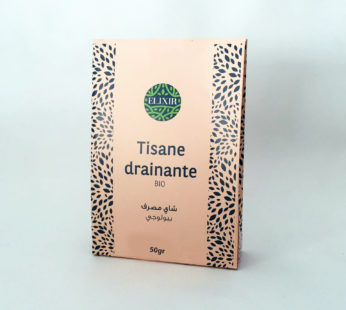 ELIXIR
Tisane
drainante
BIO
شاي مصرف
بيولوجي
50gr